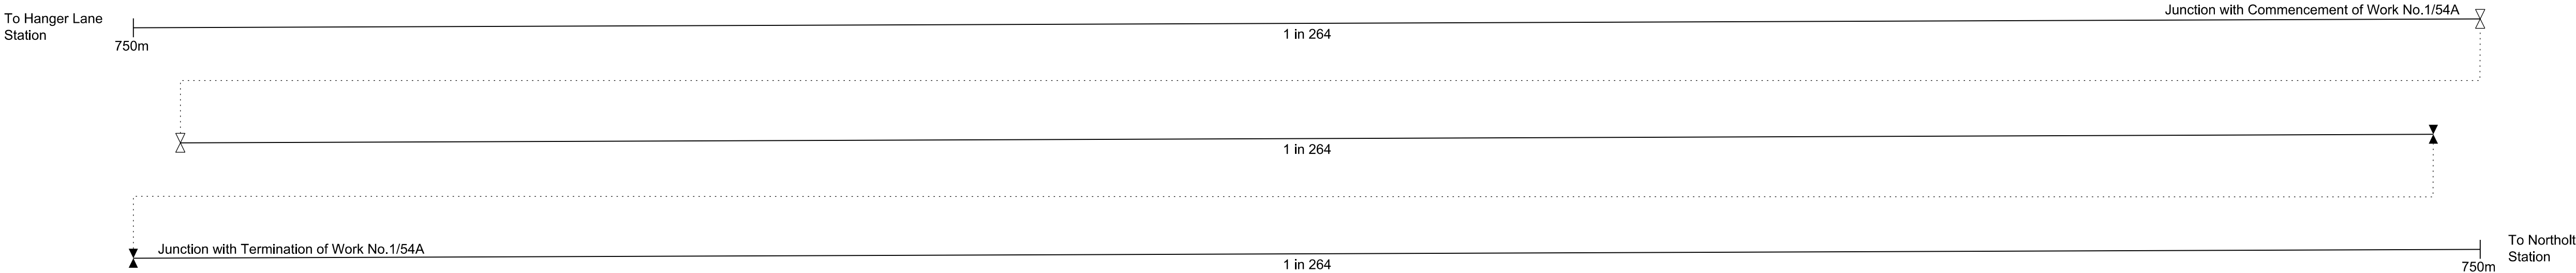 To Hanger Lane
Station
750m
Junction with Commencement of Work No.1/54A
1 in 264
1 in 264
Junction with Termination of Work No.1/54A
1 in 264
To Northolt
Station
750m